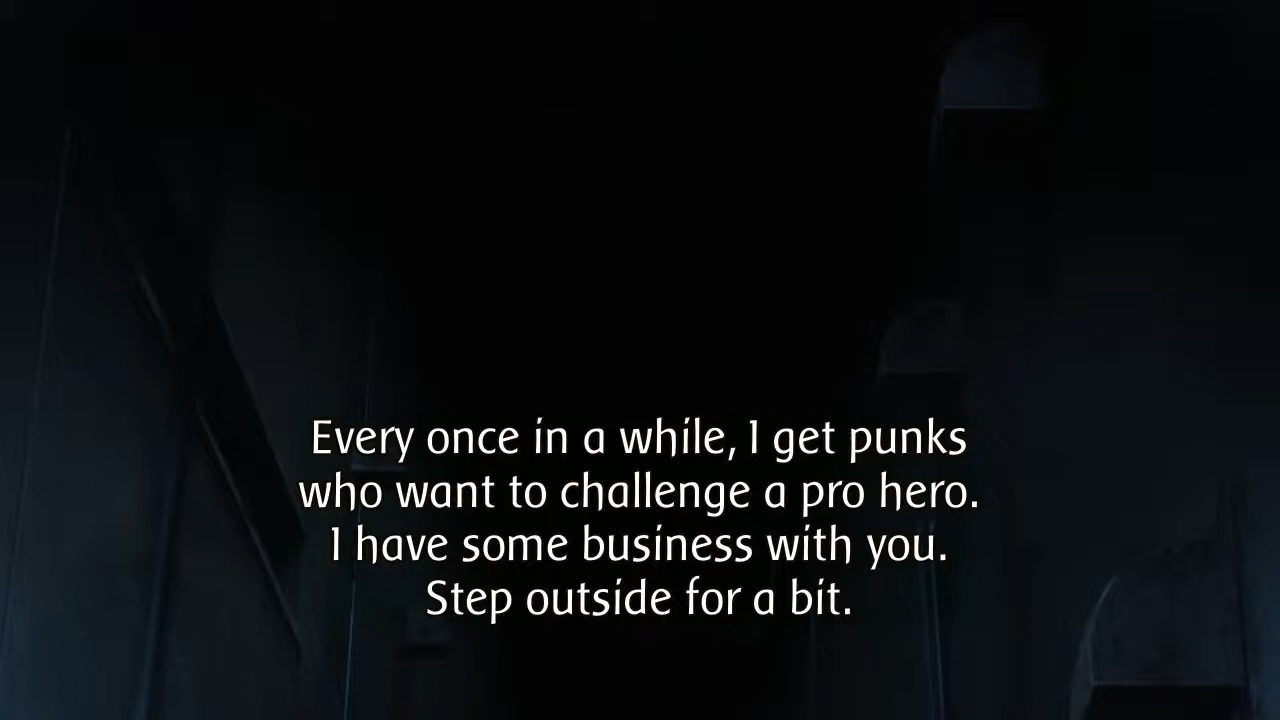 Every once in a while, I get punks
who want to challenge a pro hero.
I have some business with you.
Step outside for a bit.